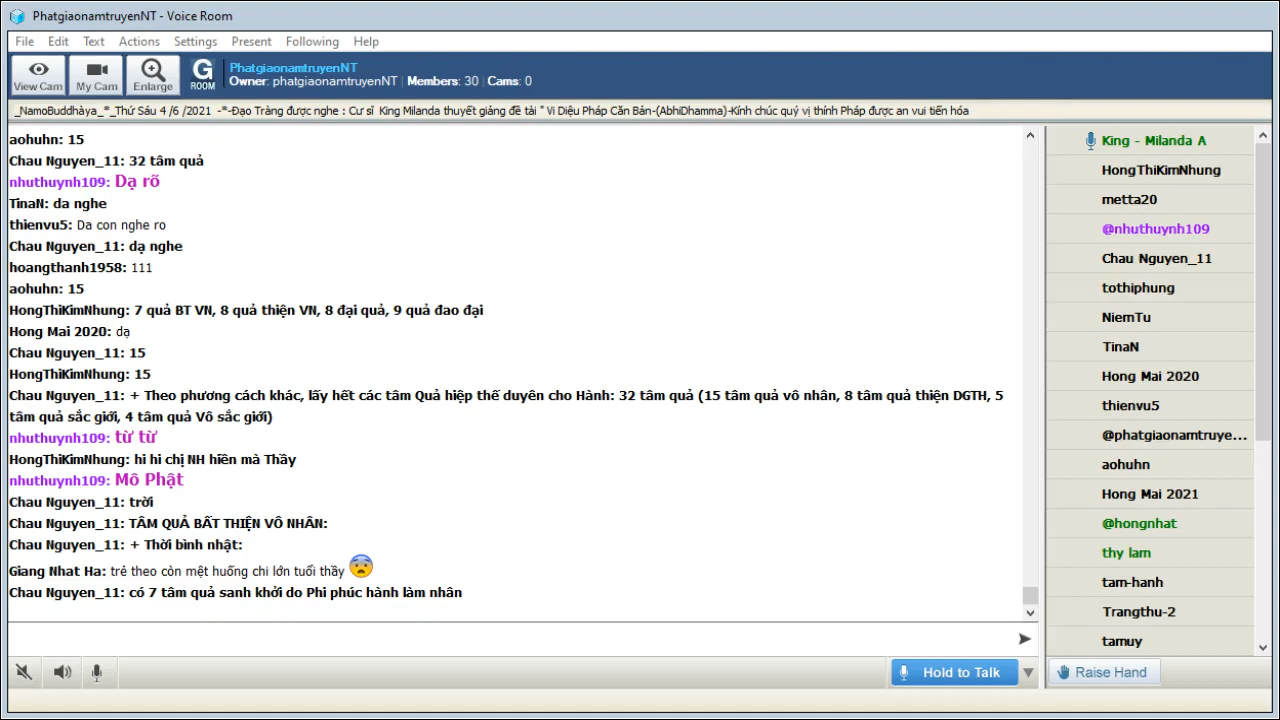 PhatgiaonamtruyenNT - Voice Room
File Edit Text Actions Settings Present Following Help
View Cam My Cam Enlarge G ROOM
PhatgiaonamtruyenNT
Owner: phatgiaonamtruyenNT | Members: 30 | Cams: 0
_NamoBuddhàya_*_Thứ Sáu 4 /6 /2021 -*-Đạo Tràng được nghe : Cư sĩ King Milanda thuyết giảng đề tài " Vi Diệu Pháp Căn Bản-(AbhiDhamma)-Kính chúc quý vị thính Pháp được an vui tiến hóa
aohuhn: 15
Chau Nguyen_11: 32 tâm quả
nhuthuynh109: Dạ rõ
TinaN: da nghe
thienvu5: Da con nghe ro
Chau Nguyen_11: dạ nghe
hoangthanh1958: 111
aohuhn: 15
HongThiKimNhung: 7 quả BT VN, 8 quả thiện VN, 8 đại quả, 9 quả đao đại
Hong Mai 2020: dạ
Chau Nguyen_11: 15
HongThiKimNhung: 15
Chau Nguyen_11: + Theo phương cách khác, lấy hết các tâm Quả hiệp thế duyên cho Hành: 32 tâm quả (15 tâm quả vô nhân, 8 tâm quả thiện DGTH, 5
tâm quả sắc giới, 4 tâm quả Vô sắc giới)
nhuthuynh109: từ từ
HongThiKimNhung: hi hi chị NH hiền mà Thầy
nhuthuynh109: Mô Phật
Chau Nguyen_11: trời
Chau Nguyen_11: TÂM QUẢ BẤT THIỆN VÔ NHÂN:
Chau Nguyen_11: + Thời bình nhật:
Giang Nhat Ha: trẻ theo còn mệt huống chi lớn tuổi thầy
Chau Nguyen_11: có 7 tâm quả sanh khởi do Phi phúc hành làm nhân
King - Milanda A
HongThiKimNhung
metta20
@nhuthuynh109
Chau Nguyen_11
tothiphung
NiemTu
TinaN
Hong Mai 2020
thienvu5
@phatgiaonamtruye...
aohuhn
Hong Mai 2021
@hongnhat
thy lam
tam-hanh
Trangthu-2
tamuy
Hold to Talk
Raise Hand